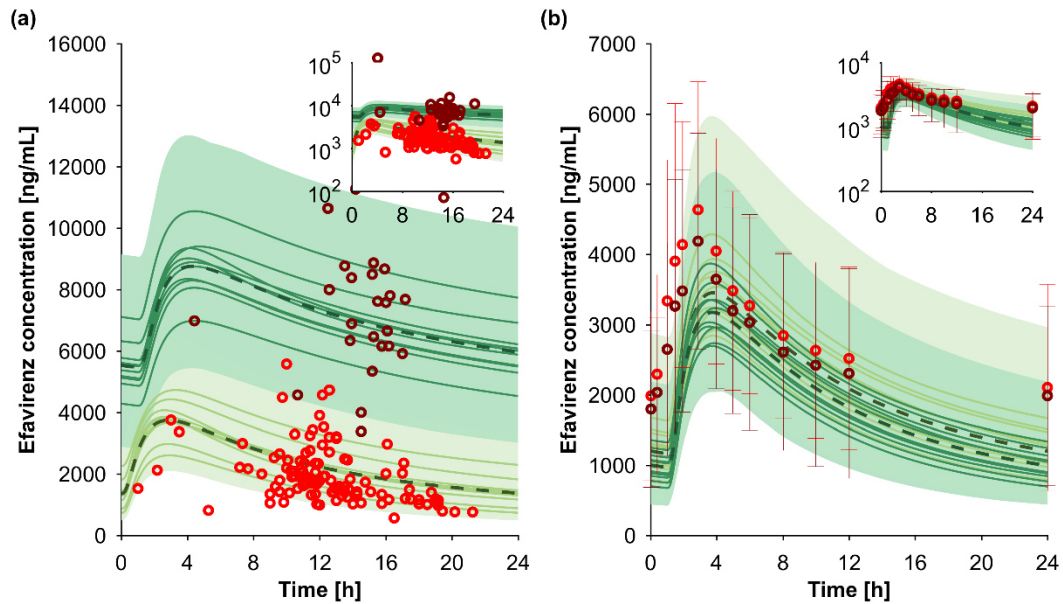 (a)
Efavirenz concentration [ng/mL]
16000
14000
12000
10000
8000
6000
4000
2000
0
0 4 8 12 16 20 24
Time [h]
10^5
10^4
10^3
10^2
0 8 16 24
(b)
Efavirenz concentration [ng/mL]
7000
6000
5000
4000
3000
2000
1000
0
0 4 8 12 16 20 24
Time [h]
10^4
10^3
10^2
0 8 16 24